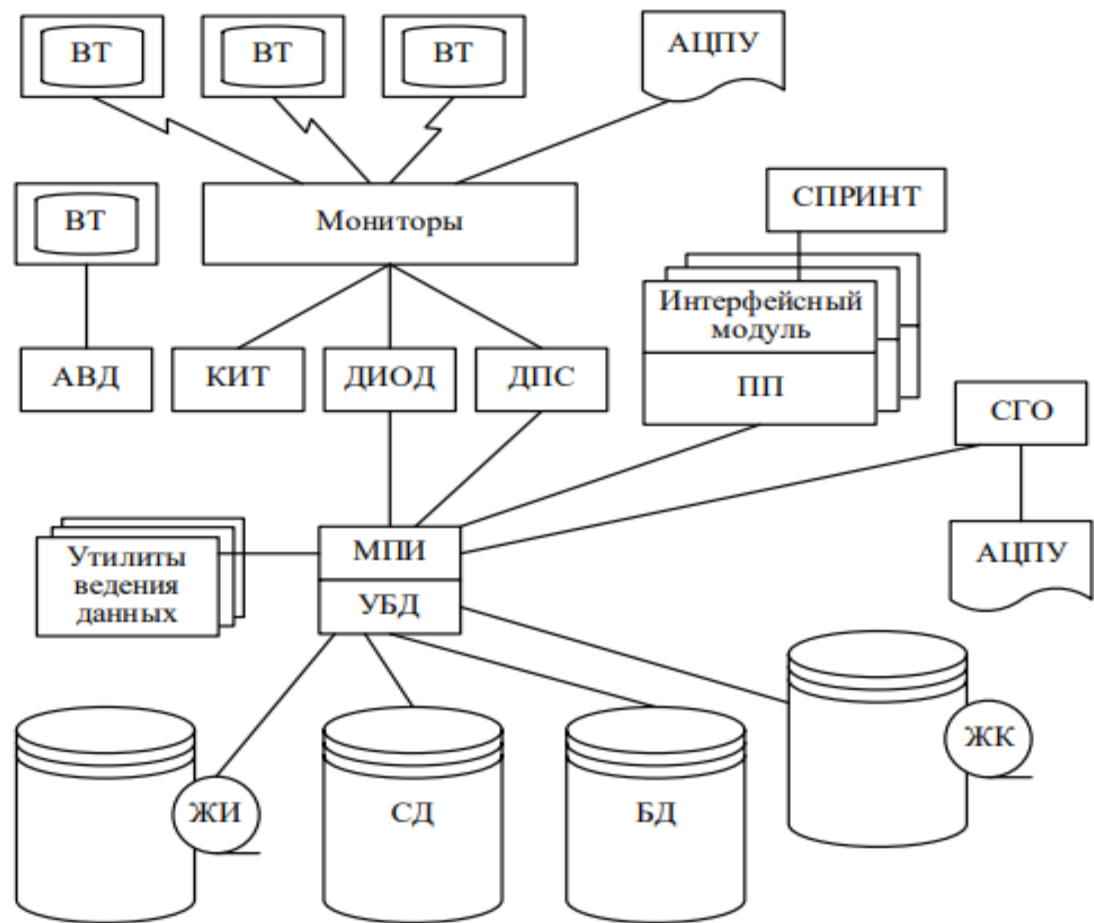 ВТ
ВТ
ВТ
АЦПУ
ВТ
Мониторы
СПРИНТ
Интерфейсный
модуль
ПП
АВД
КИТ
ДИОД
ДПС
СГО
Утилиты
ведения
данных
МПИ
УБД
АЦПУ
ЖИ
СД
БД
ЖК